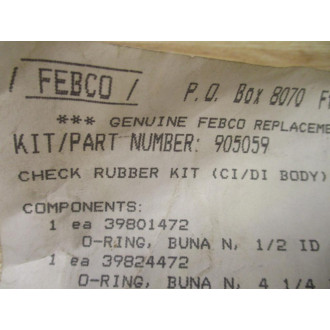 / FEBCO / P.O. Box 8070 F
*** GENUINE FEBCO REPLACEME
KIT/PART NUMBER: 905059
CHECK RUBBER KIT (CI/DI BODY)
COMPONENTS:
1 ea 39801472
O-RING, BUNA N, 1/2 ID
1 ea 39824472
O-RING, BUNA N, 4 1/4